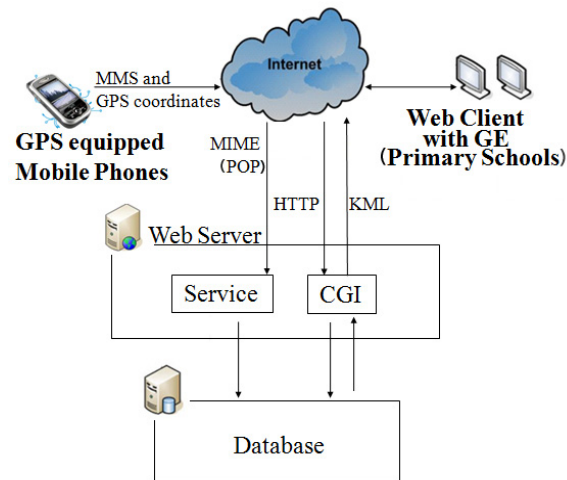 Internet
MMS and
GPS coordinates
GPS equipped
Mobile Phones
Web Client
with GE
(Primary Schools)
MIME
(POP)
HTTP
KML
Web Server
Service
CGI
Database